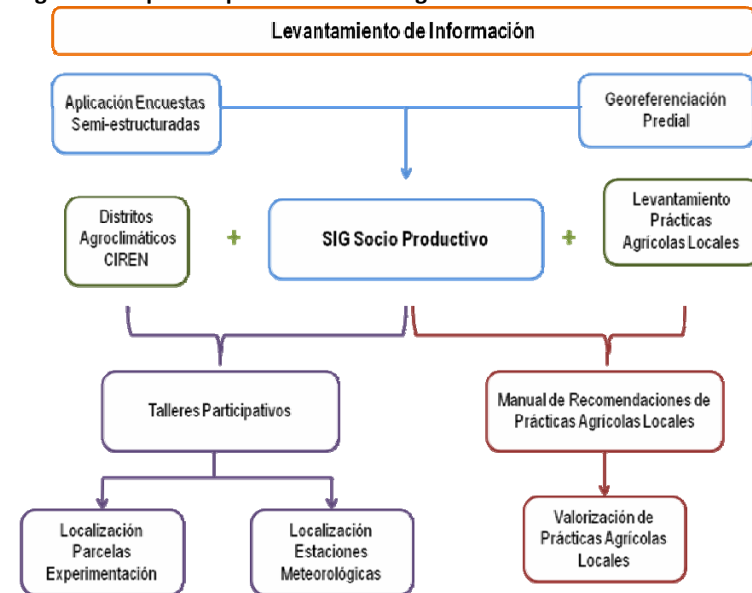 Levantamiento de Información
Aplicación Encuestas
Semi-estructuradas
Georeferenciación
Predial
Distritos
Agroclimáticos
CIREN
+
SIG Socio Productivo
+
Levantamiento
Prácticas
Agrícolas Locales
Talleres Participativos
Manual de Recomendaciones de
Prácticas Agrícolas Locales
Localización
Parcelas
Experimentación
Localización
Estaciones
Meteorológicas
Valorización de
Prácticas Agrícolas
Locales